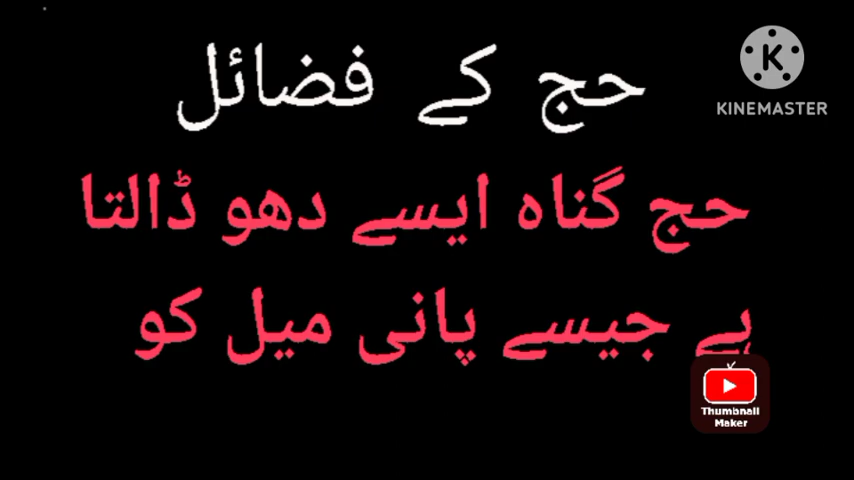 حج کے فضائل
KINEMASTER
حج گناہ ایسے دھو ڈالتا
ہے جیسے پانی میل کو
Thumbnail
Maker